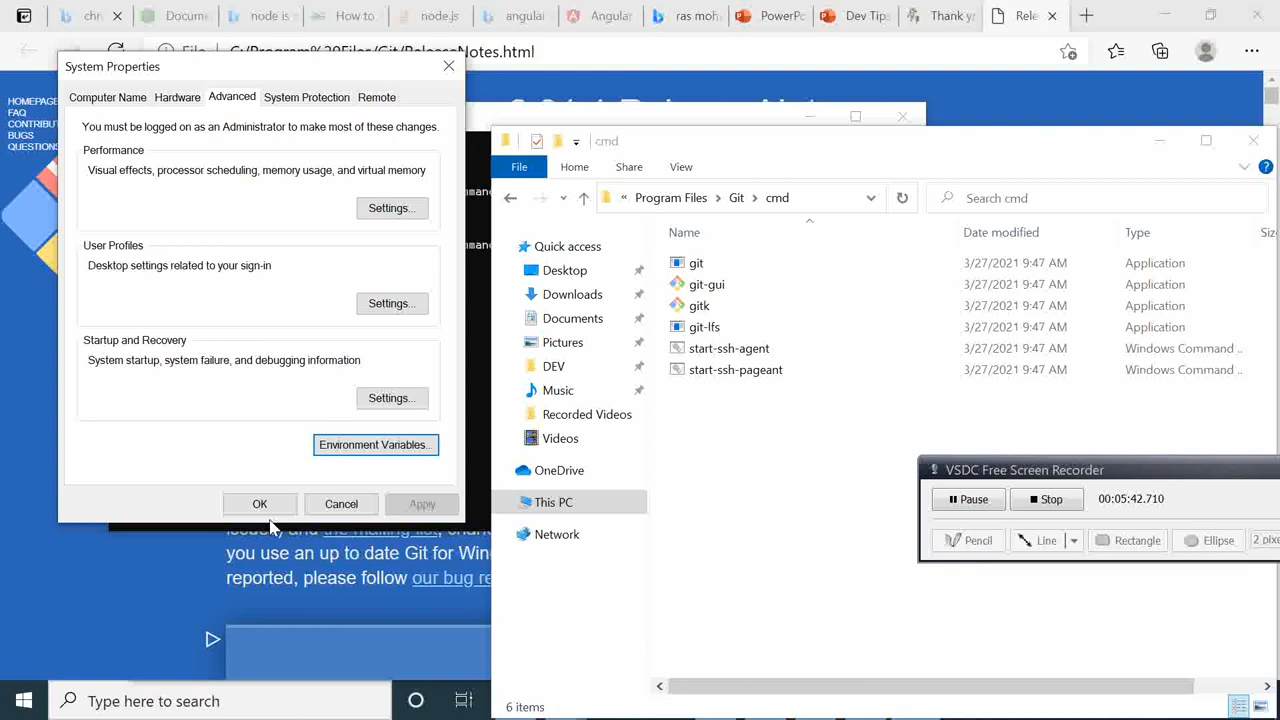 chr
Docum
node is
How to
node.js
angular
Angular
ras moh
PowerPo
Dev Tips
Thank y
Rele
File
C:/Program%20Files/Git/ReleaseNotes.html
HOMEPAGE
FAQ
CONTRIBU
BUGS
QUESTIONS
System Properties
Computer Name Hardware Advanced System Protection Remote
You must be logged on as an Administrator to make most of these changes.
Performance
Visual effects, processor scheduling, memory usage, and virtual memory
Settings...
User Profiles
Desktop settings related to your sign-in
Settings...
Startup and Recovery
System startup, system failure, and debugging information
Settings...
Environment Variables...
OK Cancel Apply
cmd
File Home Share View
« Program Files > Git > cmd
Search cmd
Quick access
Desktop
Downloads
Documents
Pictures
DEV
Music
Recorded Videos
Videos
OneDrive
This PC
Network
Name Date modified Type Size
git 3/27/2021 9:47 AM Application
git-gui 3/27/2021 9:47 AM Application
gitk 3/27/2021 9:47 AM Application
git-lfs 3/27/2021 9:47 AM Application
start-ssh-agent 3/27/2021 9:47 AM Windows Command ..
start-ssh-pageant 3/27/2021 9:47 AM Windows Command ..
VSDC Free Screen Recorder
Pause Stop 00:05:42.710
Pencil Line Rectangle Ellipse 2 pixe
the mailing list
you use an up to date Git for Win
reported, please follow our bug re
6 items
Type here to search